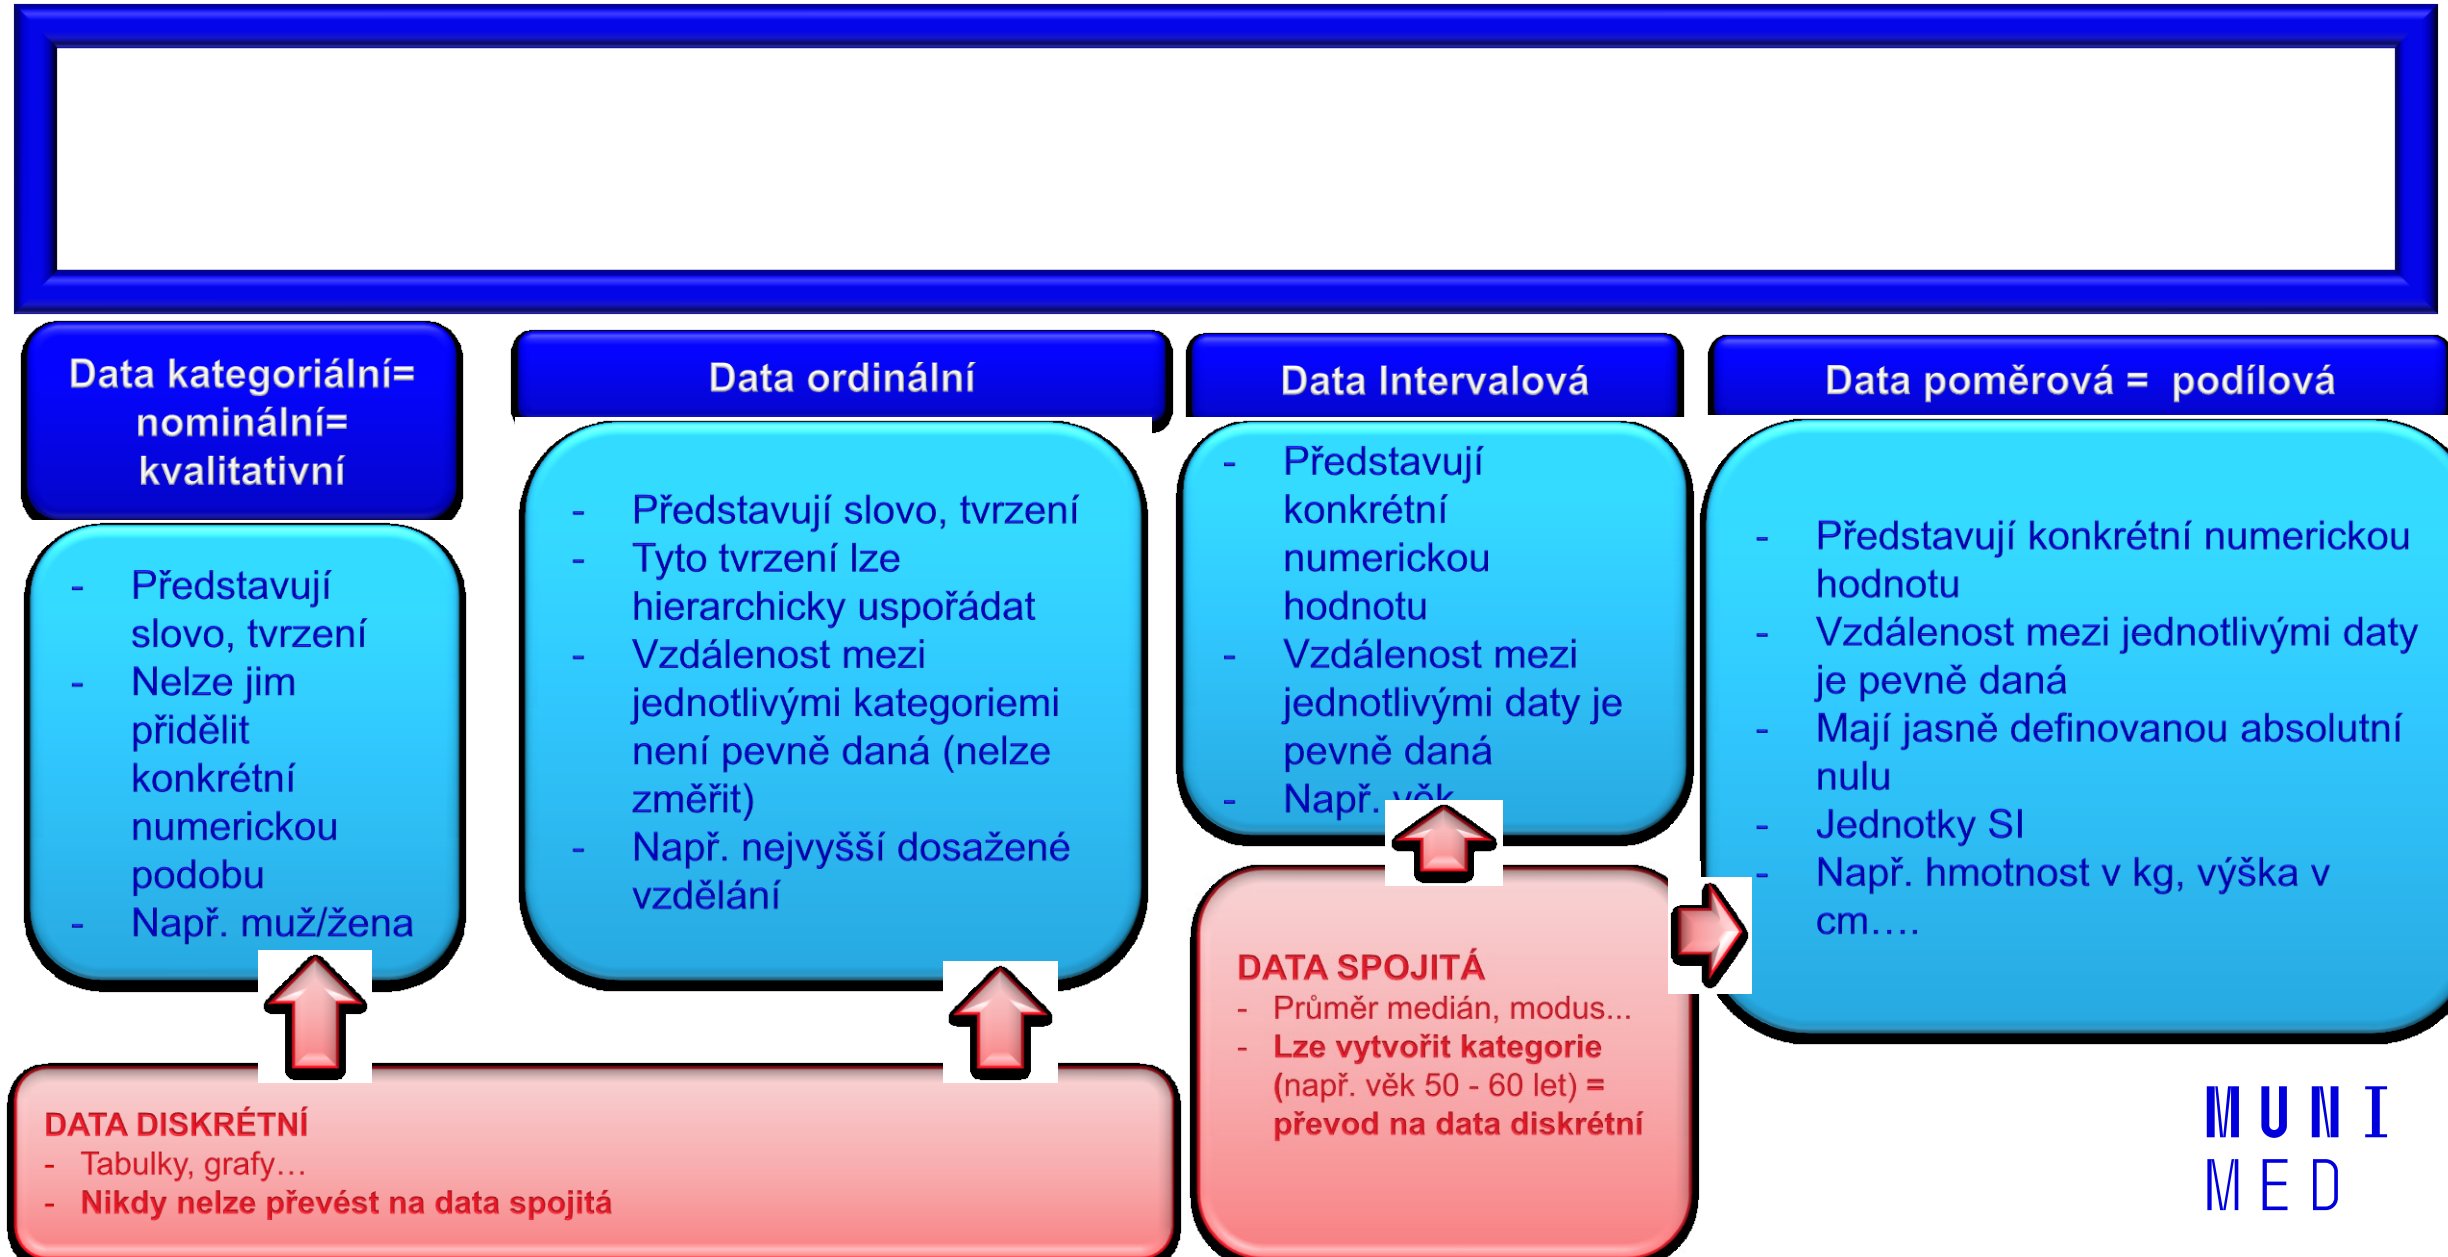 Data kategoriální=
nominální=
kvalitativní
- Představují
slovo, tvrzení
- Nelze jim
přidělit
konkrétní
numerickou
podobu
- Např. muž/žena
Data ordinální
- Představují slovo, tvrzení
- Tyto tvrzení lze
hierarchicky uspořádat
- Vzdálenost mezi
jednotlivými kategoriemi
není pevně daná (nelze
změřit)
- Např. nejvyšší dosažené
vzdělání
Data Intervalová
- Představují
konkrétní
numerickou
hodnotu
- Vzdálenost mezi
jednotlivými daty je
pevně daná
- Např. věk
Data poměrová = podílová
- Představují konkrétní numerickou
hodnotu
- Vzdálenost mezi jednotlivými daty
je pevně daná
- Mají jasně definovanou absolutní
nulu
- Jednotky SI
- Např. hmotnost v kg, výška v
cm....
DATA DISKRÉTNÍ
- Tabulky, grafy…
- Nikdy nelze převést na data spojitá
DATA SPOJITÁ
- Průměr medián, modus...
- Lze vytvořit kategorie
(např. věk 50 - 60 let) =
převod na data diskrétní
MUNI
MED